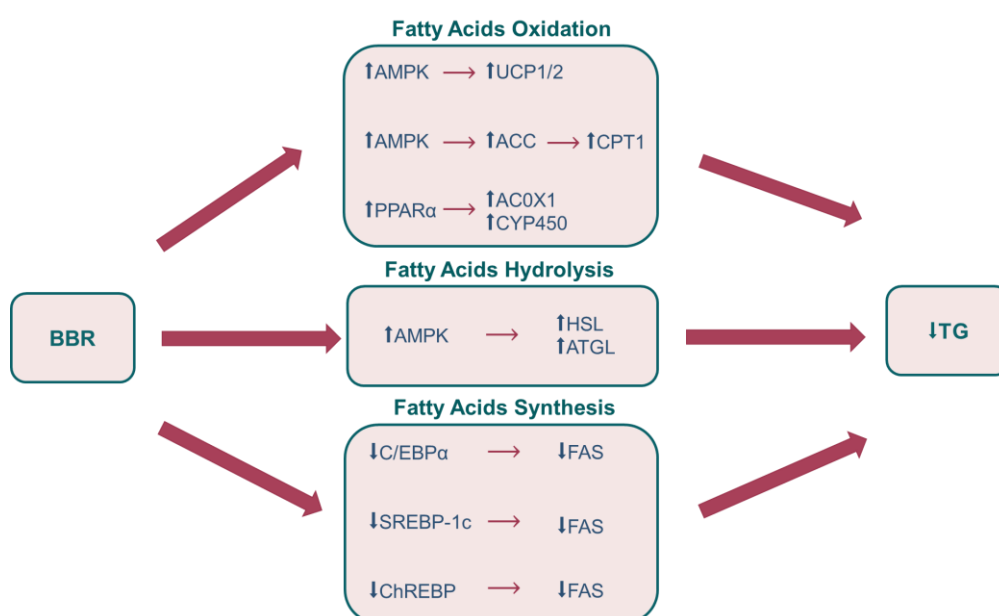 Fatty Acids Oxidation
↑AMPK → ↑UCP1/2
↑AMPK → ↑ACC → ↑CPT1
↑PPARα → ↑AC0X1
↑CYP450
Fatty Acids Hydrolysis
BBR
↑AMPK → ↑HSL
↑ATGL
↓TG
Fatty Acids Synthesis
↓C/EBPα → ↓FAS
↓SREBP-1c → ↓FAS
↓ChREBP → ↓FAS